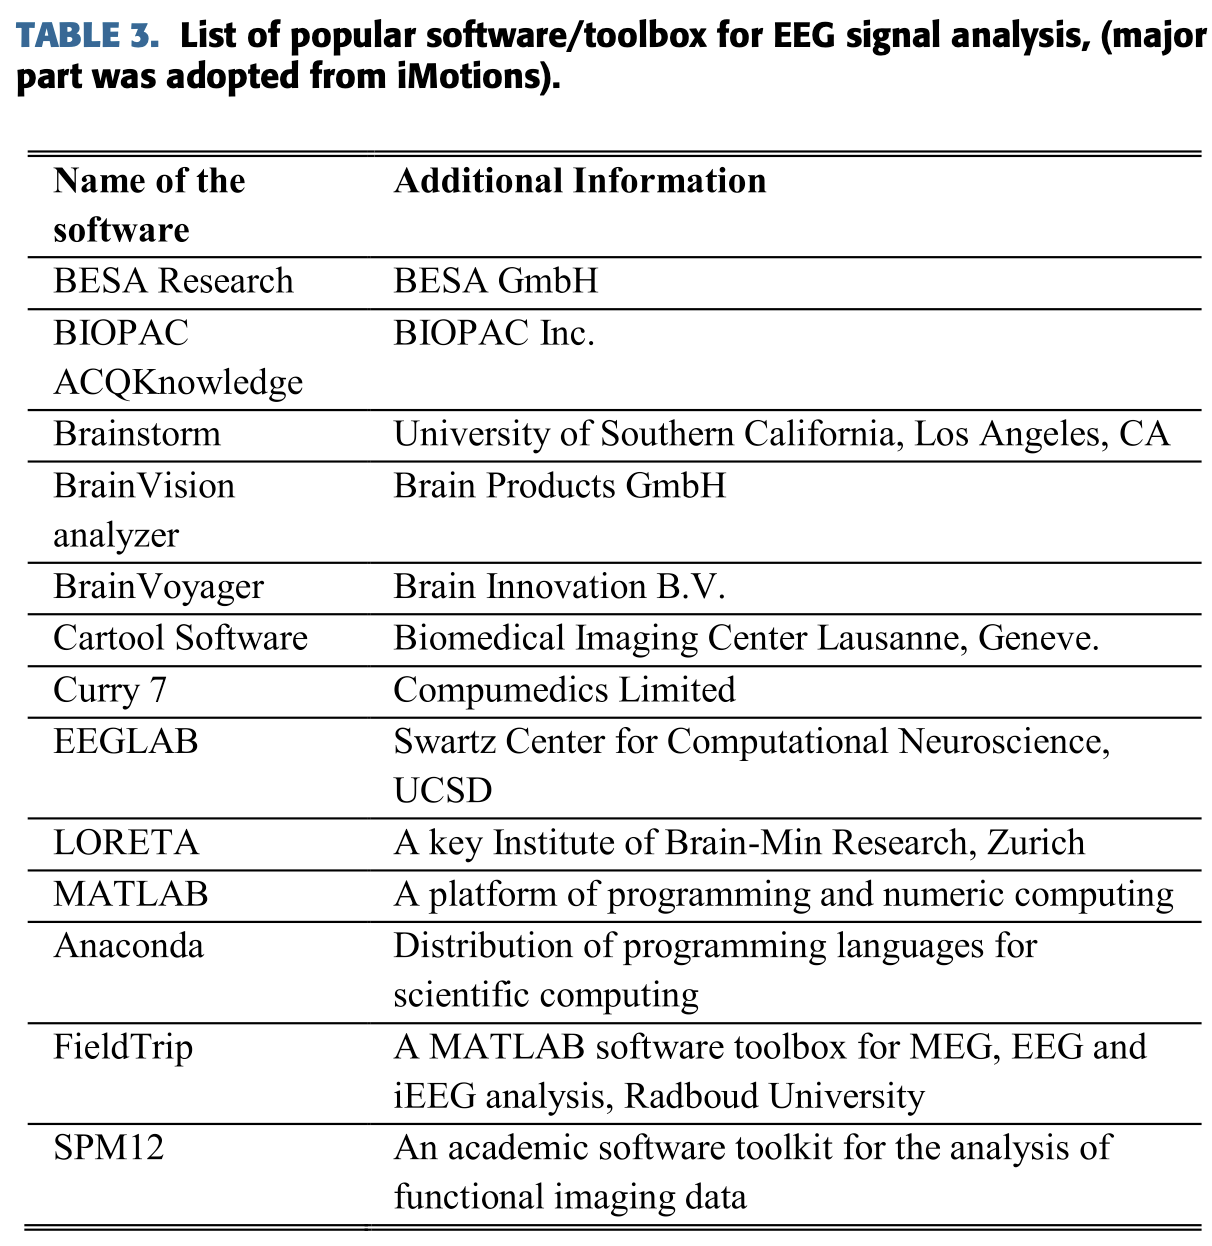 TABLE 3. List of popular software/toolbox for EEG signal analysis, (major
part was adopted from iMotions).
Name of the Additional Information
software
BESA Research BESA GmbH
BIOPAC BIOPAC Inc.
ACQKnowledge
Brainstorm University of Southern California, Los Angeles, CA
BrainVision Brain Products GmbH
analyzer
BrainVoyager Brain Innovation B.V.
Cartool Software Biomedical Imaging Center Lausanne, Geneve.
Curry 7 Compumedics Limited
EEGLAB Swartz Center for Computational Neuroscience,
UCSD
LORETA A key Institute of Brain-Min Research, Zurich
MATLAB A platform of programming and numeric computing
Anaconda Distribution of programming languages for
scientific computing
FieldTrip A MATLAB software toolbox for MEG, EEG and
iEEG analysis, Radboud University
SPM12 An academic software toolkit for the analysis of
functional imaging data